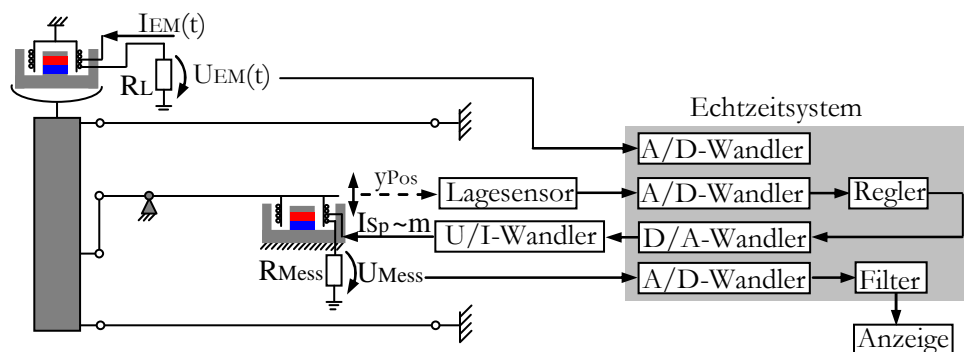 IEM(t)
RL
UEM(t)
Echtzeitsystem
A/D-Wandler
yPos
Lagesensor
A/D-Wandler
Regler
ISp~m
U/I-Wandler
D/A-Wandler
RMess
UMess
A/D-Wandler
Filter
Anzeige